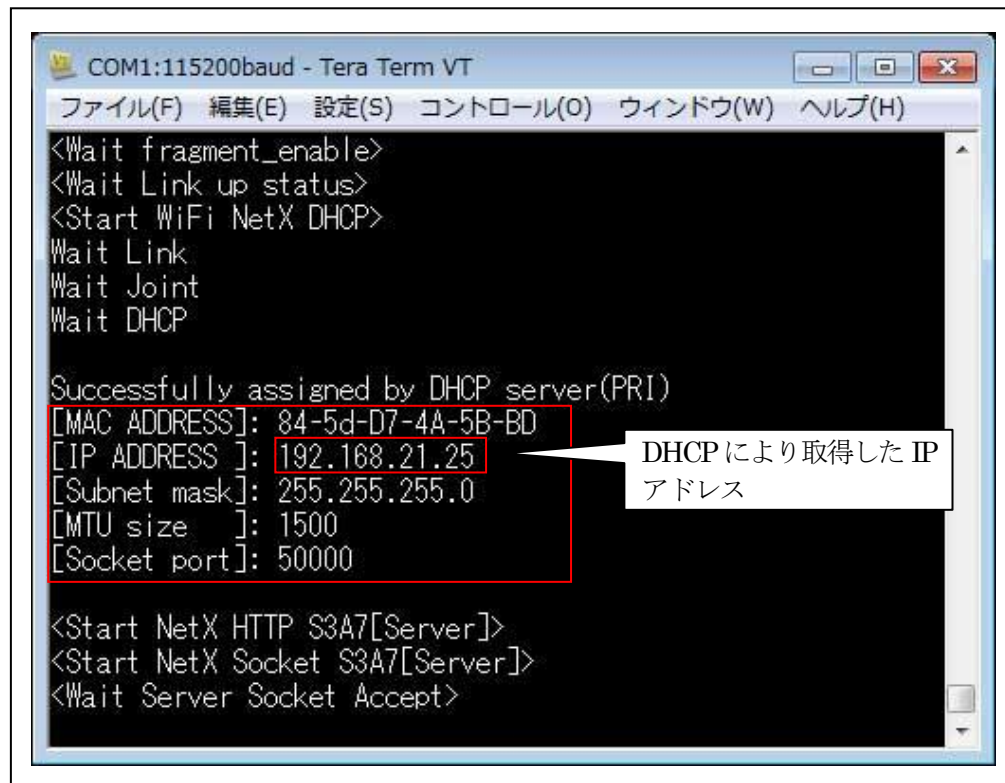 COM1:115200baud - Tera Term VT
ファイル(F) 編集(E) 設定(S) コントロール(O) ウィンドウ(W) ヘルプ(H)
<Wait fragment_enable>
<Wait Link up status>
<Start WiFi NetX DHCP>
Wait Link
Wait Joint
Wait DHCP
Successfully assigned by DHCP server(PRI)
[MAC ADDRESS]: 84-5d-D7-4A-5B-BD
[IP ADDRESS ]: 192.168.21.25
[Subnet mask]: 255.255.255.0
[MTU size   ]: 1500
[Socket port]: 50000
DHCP により取得した IP
アドレス
<Start NetX HTTP S3A7[Server]>
<Start NetX Socket S3A7[Server]>
<Wait Server Socket Accept>